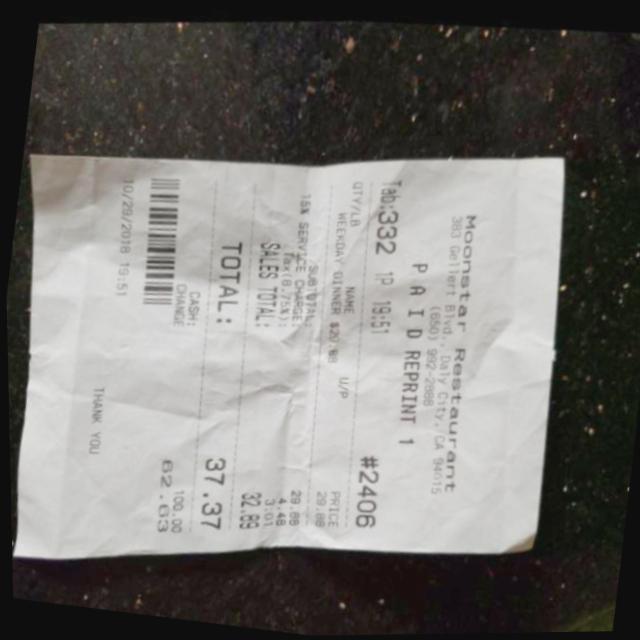 Moonstar Restaurant
383 Gellert Blvd., Daly City, CA 94015
(650) 992-2888
P A I D REPRINT 1
Tab:332 1P 19:51 #2406
QTY/LB NAME U/P PRICE
WEEKDAY DINNER $29.88 29.88
SUBTOTAL: 29.88
15% SERVICE CHARGE: 4.48
Tax(8.75%): 3.01
SALES TOTAL: 32.89
TOTAL: 37.37
CASH: 100.00
CHANGE 62.63
10/29/2018 19:51
THANK YOU